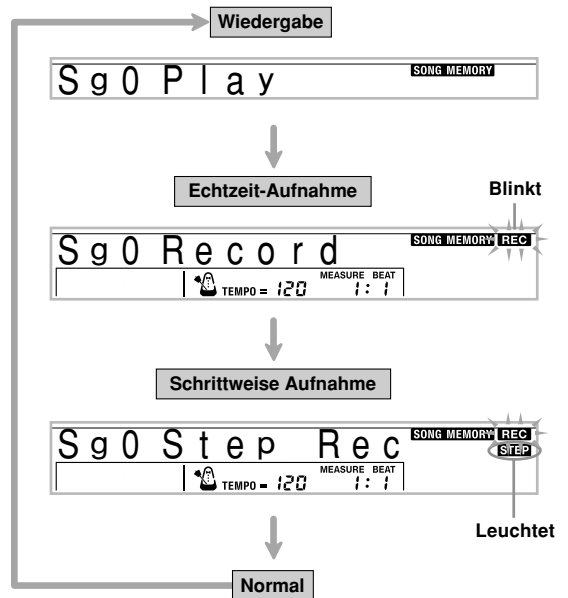 Wiedergabe
Sg0 Play SONG MEMORY
Echtzeit-Aufnahme
Blinkt
Sg0 Record SONG MEMORY REC
TEMPO = 120 MEASURE BEAT 1 : 1
Schrittweise Aufnahme
Sg0 Step Rec SONG MEMORY REC
STEP
TEMPO = 120 MEASURE BEAT 1 : 1
Leuchtet
Normal